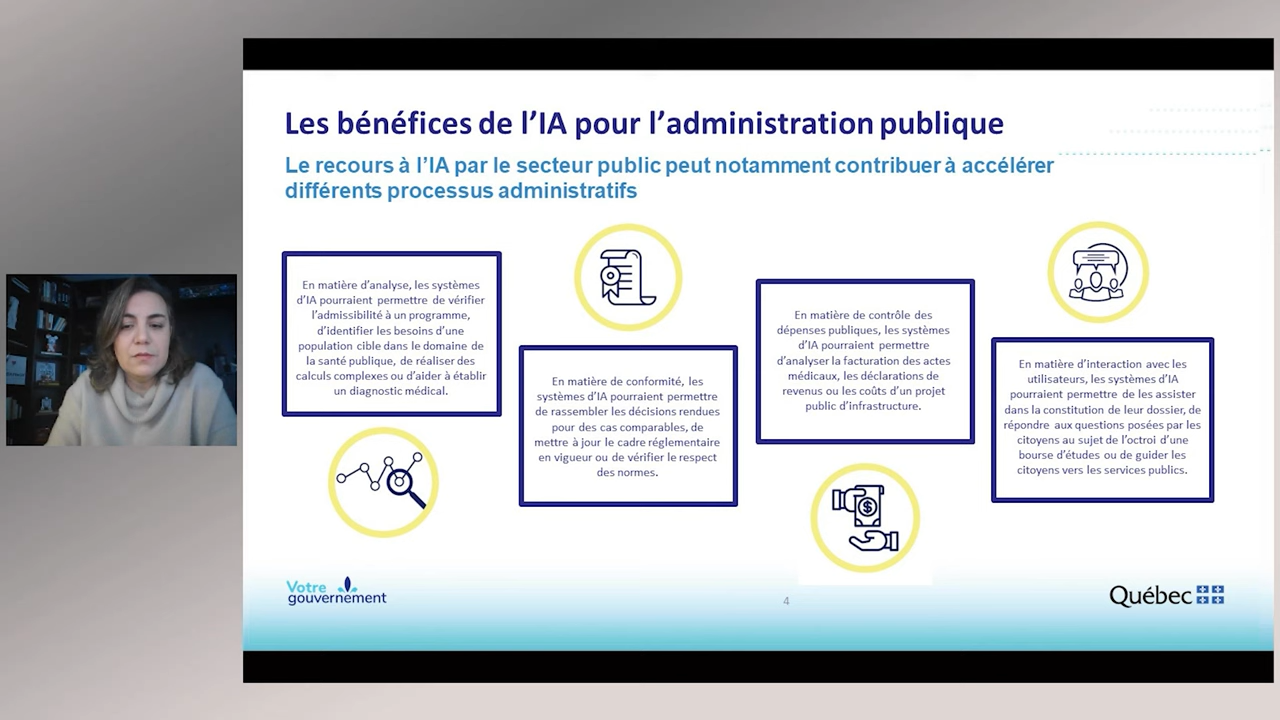 Les bénéfices de l'IA pour l'administration publique
Le recours à l'IA par le secteur public peut notamment contribuer à accélérer
différents processus administratifs
En matière d'analyse, les systèmes
d'IA pourraient permettre de vérifier
l'admissibilité à un programme,
d'identifier les besoins d'une
population cible dans le domaine de
la santé publique, de réaliser des
calculs complexes ou d'aider à établir
un diagnostic médical.
En matière de conformité, les
systèmes d'IA pourraient permettre
de rassembler les décisions rendues
pour des cas comparables, de
mettre à jour le cadre réglementaire
en vigueur ou de vérifier le respect
des normes.
En matière de contrôle des
dépenses publiques, les systèmes
d'IA pourraient permettre
d'analyser la facturation des actes
médicaux, les déclarations de
revenus ou les coûts d'un projet
public d'infrastructure.
En matière d'interaction avec les
utilisateurs, les systèmes d'IA
pourraient permettre de les assister
dans la constitution de leur dossier, de
répondre aux questions posées par les
citoyens au sujet de l'octroi d'une
bourse d'études ou de guider les
citoyens vers les services publics.
$
Votre
gouvernement
4
Québec